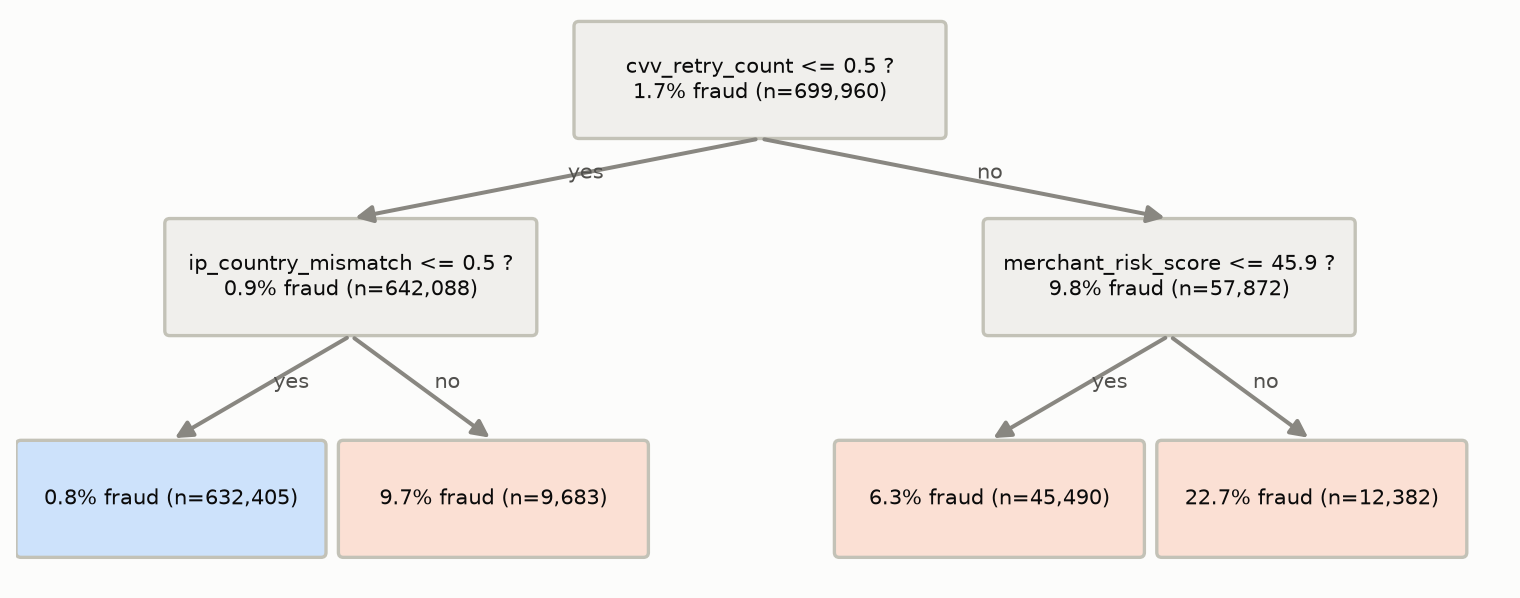 cvv_retry_count <= 0.5 ?
1.7% fraud (n=699,960)
yes
no
ip_country_mismatch <= 0.5 ?
0.9% fraud (n=642,088)
merchant_risk_score <= 45.9 ?
9.8% fraud (n=57,872)
yes
no
yes
no
0.8% fraud (n=632,405)
9.7% fraud (n=9,683)
6.3% fraud (n=45,490)
22.7% fraud (n=12,382)